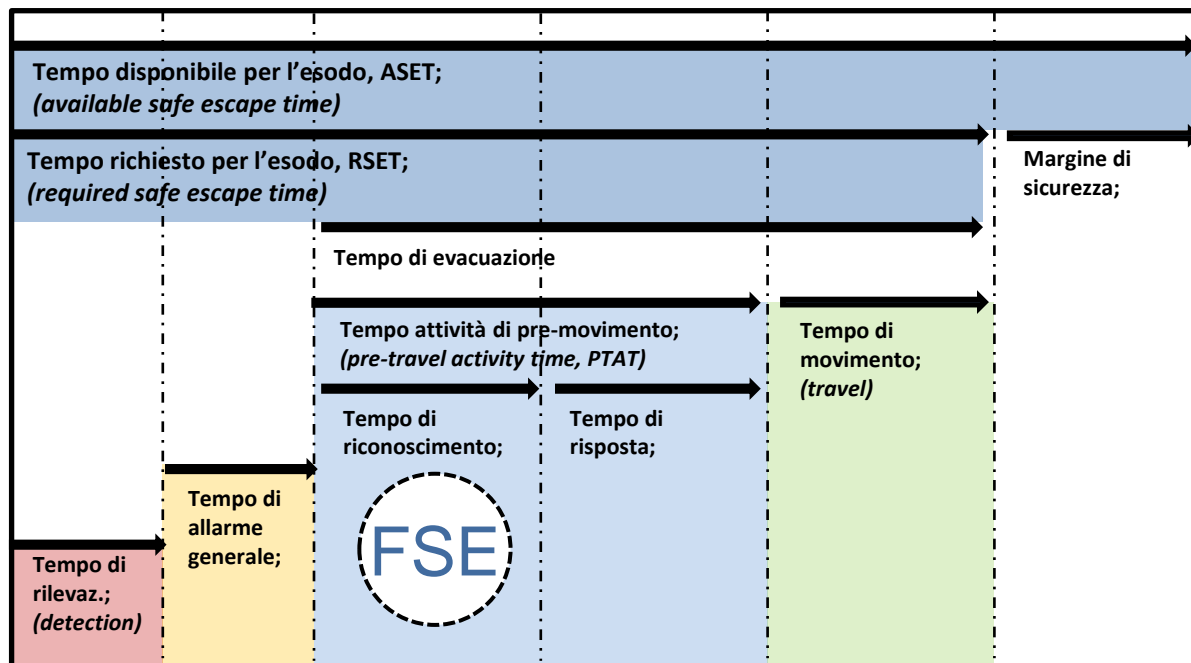 Tempo disponibile per l'esodo, ASET;
(available safe escape time)
Tempo richiesto per l'esodo, RSET;
(required safe escape time)
Margine di
sicurezza;
Tempo di evacuazione
Tempo attività di pre-movimento;
(pre-travel activity time, PTAT)
Tempo di
movimento;
(travel)
Tempo di
riconoscimento;
Tempo di
risposta;
Tempo di
allarme
generale;
FSE
Tempo di
rilevaz.;
(detection)